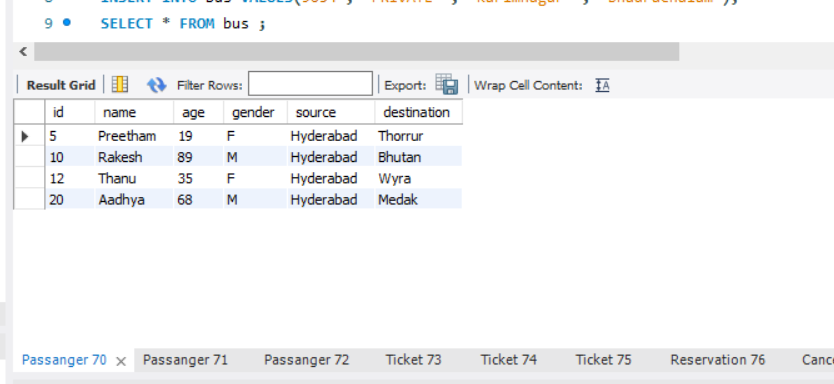 9 SELECT * FROM bus ;
Result Grid Filter Rows: Export: Wrap Cell Content:
id name age gender source destination
5 Preetham 19 F Hyderabad Thorrur
10 Rakesh 89 M Hyderabad Bhutan
12 Thanu 35 F Hyderabad Wyra
20 Aadhya 68 M Hyderabad Medak
Passanger 70 Passanger 71 Passanger 72 Ticket 73 Ticket 74 Ticket 75 Reservation 76